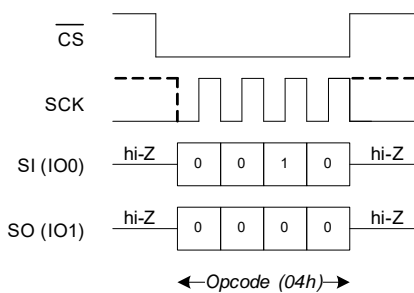 CS
SCK
hi-Z hi-Z
SI (IO0) 0 0 1 0
hi-Z hi-Z
SO (IO1) 0 0 0 0
Opcode (04h)